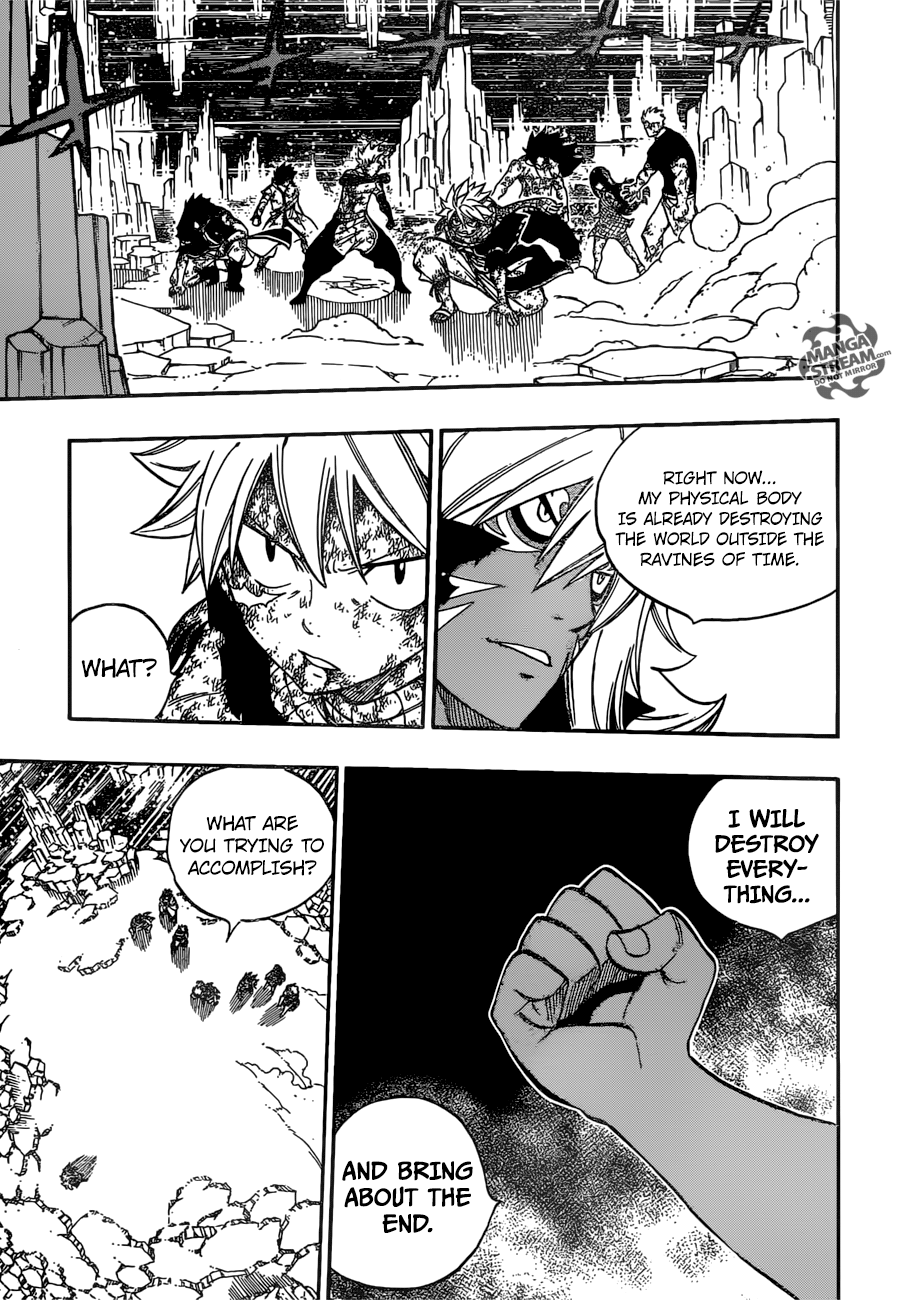 MANGA
STREAM.com
DO NOT MIRROR!
RIGHT NOW...
MY PHYSICAL BODY
IS ALREADY DESTROYING
THE WORLD OUTSIDE THE
RAVINES OF TIME.
WHAT?
I WILL
DESTROY
EVERY-
THING...
AND BRING
ABOUT THE
END.
WHAT ARE
YOU TRYING TO
ACCOMPLISH?